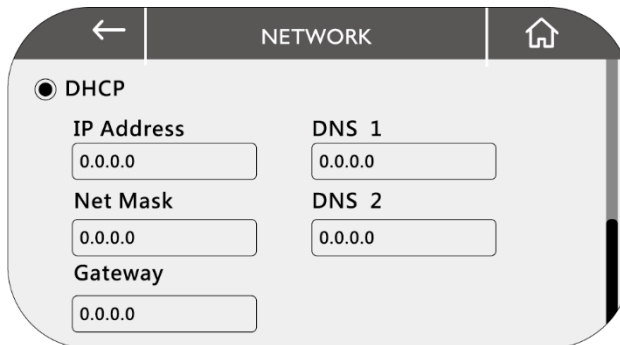 NETWORK
DHCP
IP Address
0.0.0.0
DNS 1
0.0.0.0
Net Mask
0.0.0.0
DNS 2
0.0.0.0
Gateway
0.0.0.0